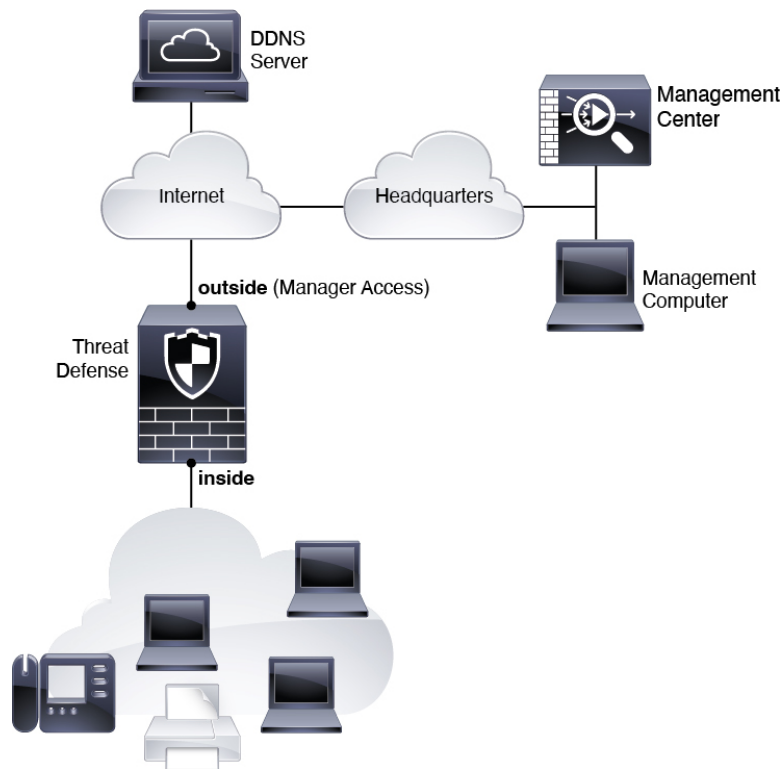 DDNS
Server
Management
Center
Internet
Headquarters
Management
Computer
outside (Manager Access)
Threat
Defense
inside